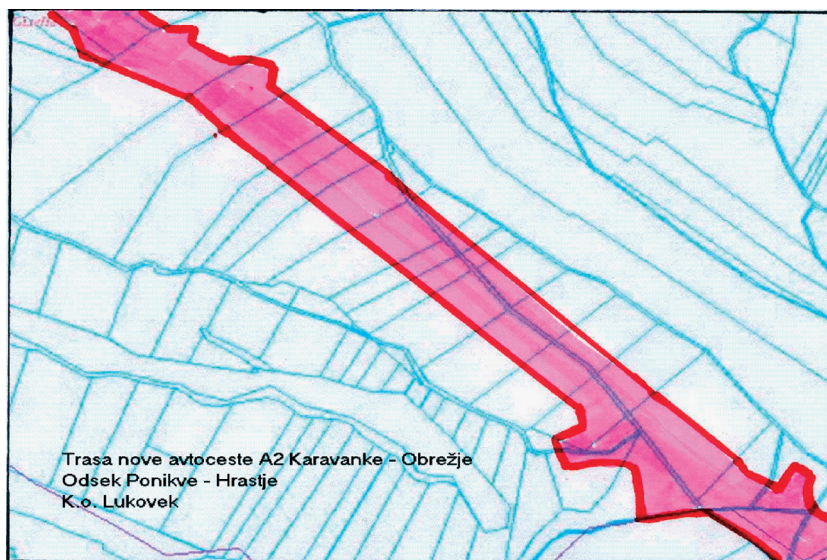 Trasa nove avtoceste A2 Karavanke - Obrežje
Odsek Ponikve - Hrastje
K.o. Lukovek